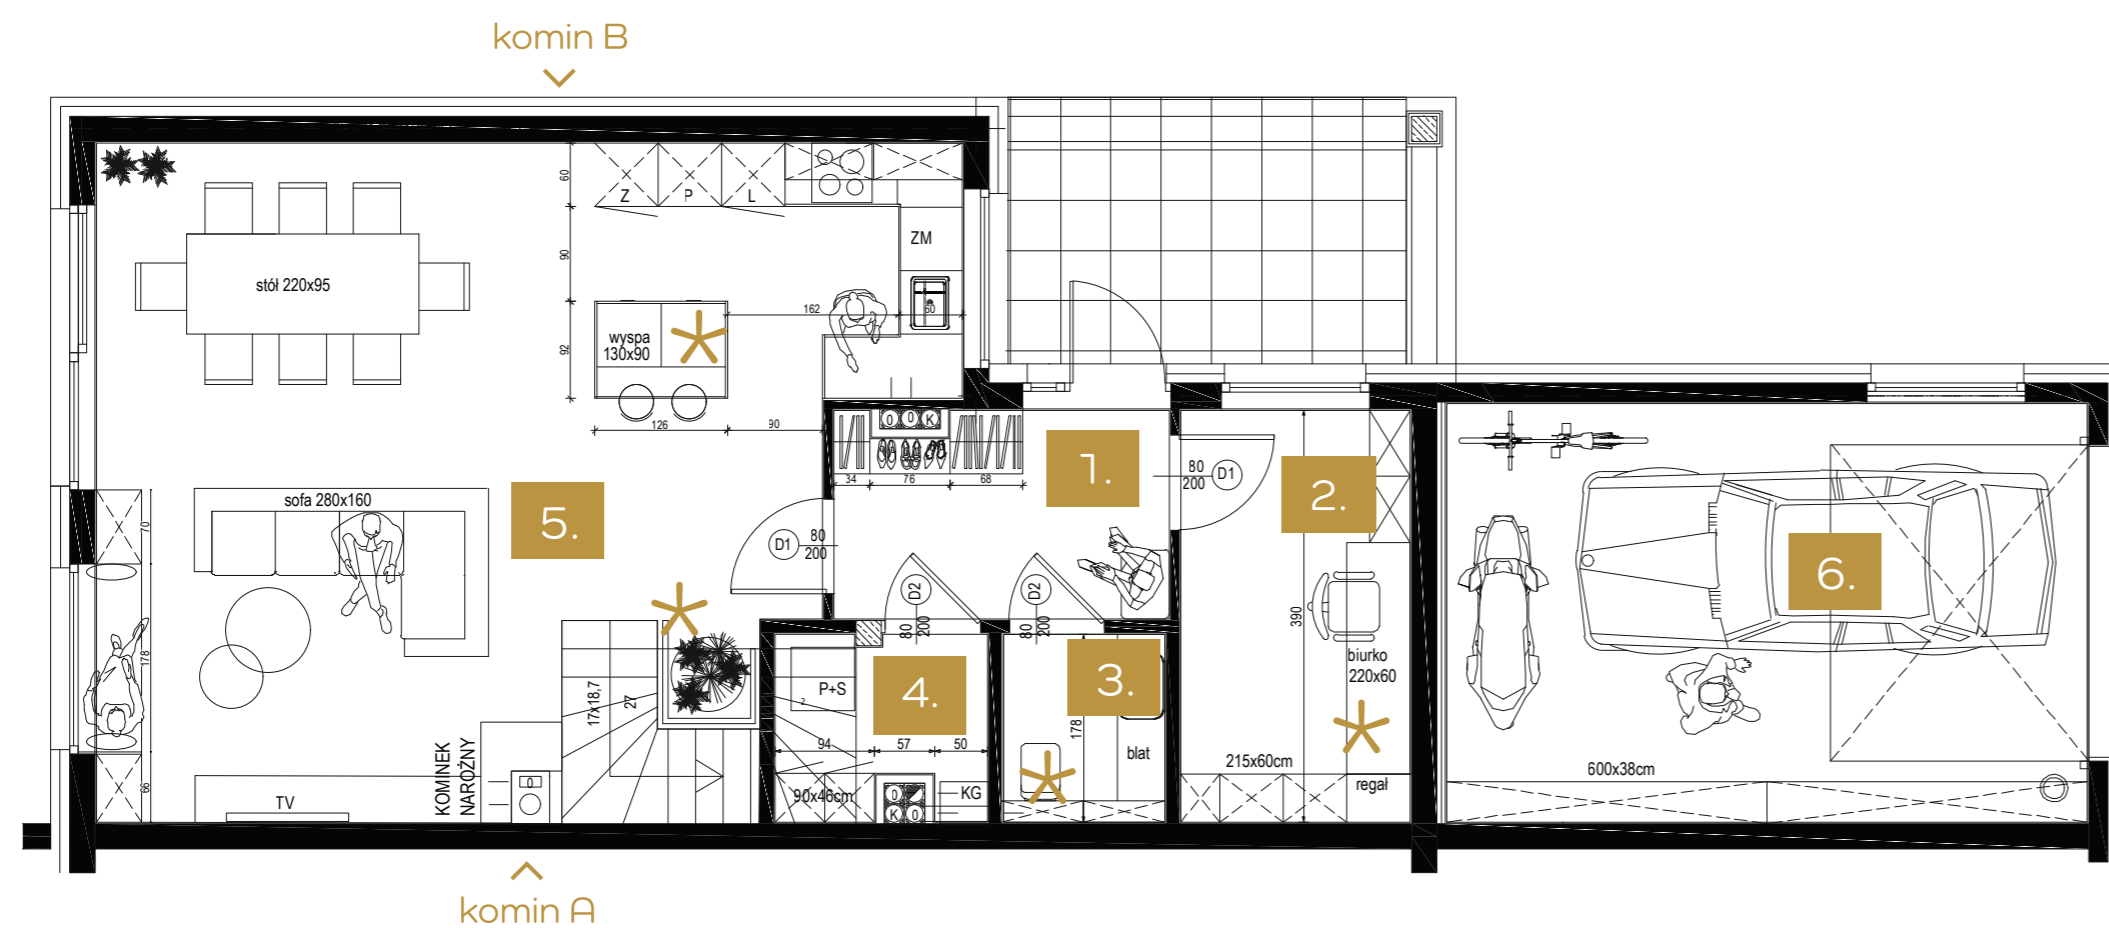 komin B
60
Z
P
L
ZM
90
stół 220x95
162
60
wyspa
130x90
92
126
90
O
O
K
34
76
68
1.
80
200
D1
2.
sofa 280x160
5.
70
D1
80
200
D2
80
200
D2
80
200
390
6.
178
17x18,7
27
P+S
2
4.
3.
biurko
220x60
178
94
57
50
blat
215x60cm
regał
600x38cm
KOMINEK
NAROŻNY
TV
66
90x46cm
O
K
O
KG
komin A